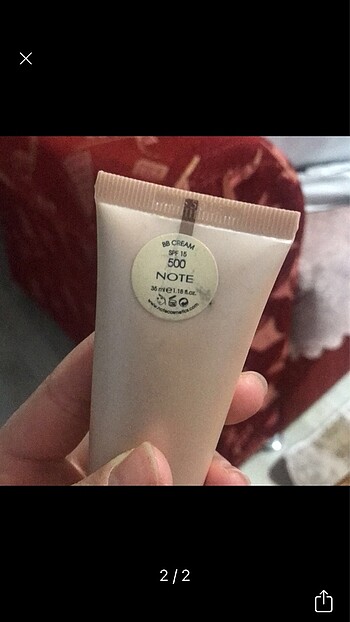 BB CREAM
SPF 15
500
NOTE
35 ml e 1.18 fl.oz.
www.notecosmetics.com
2 / 2